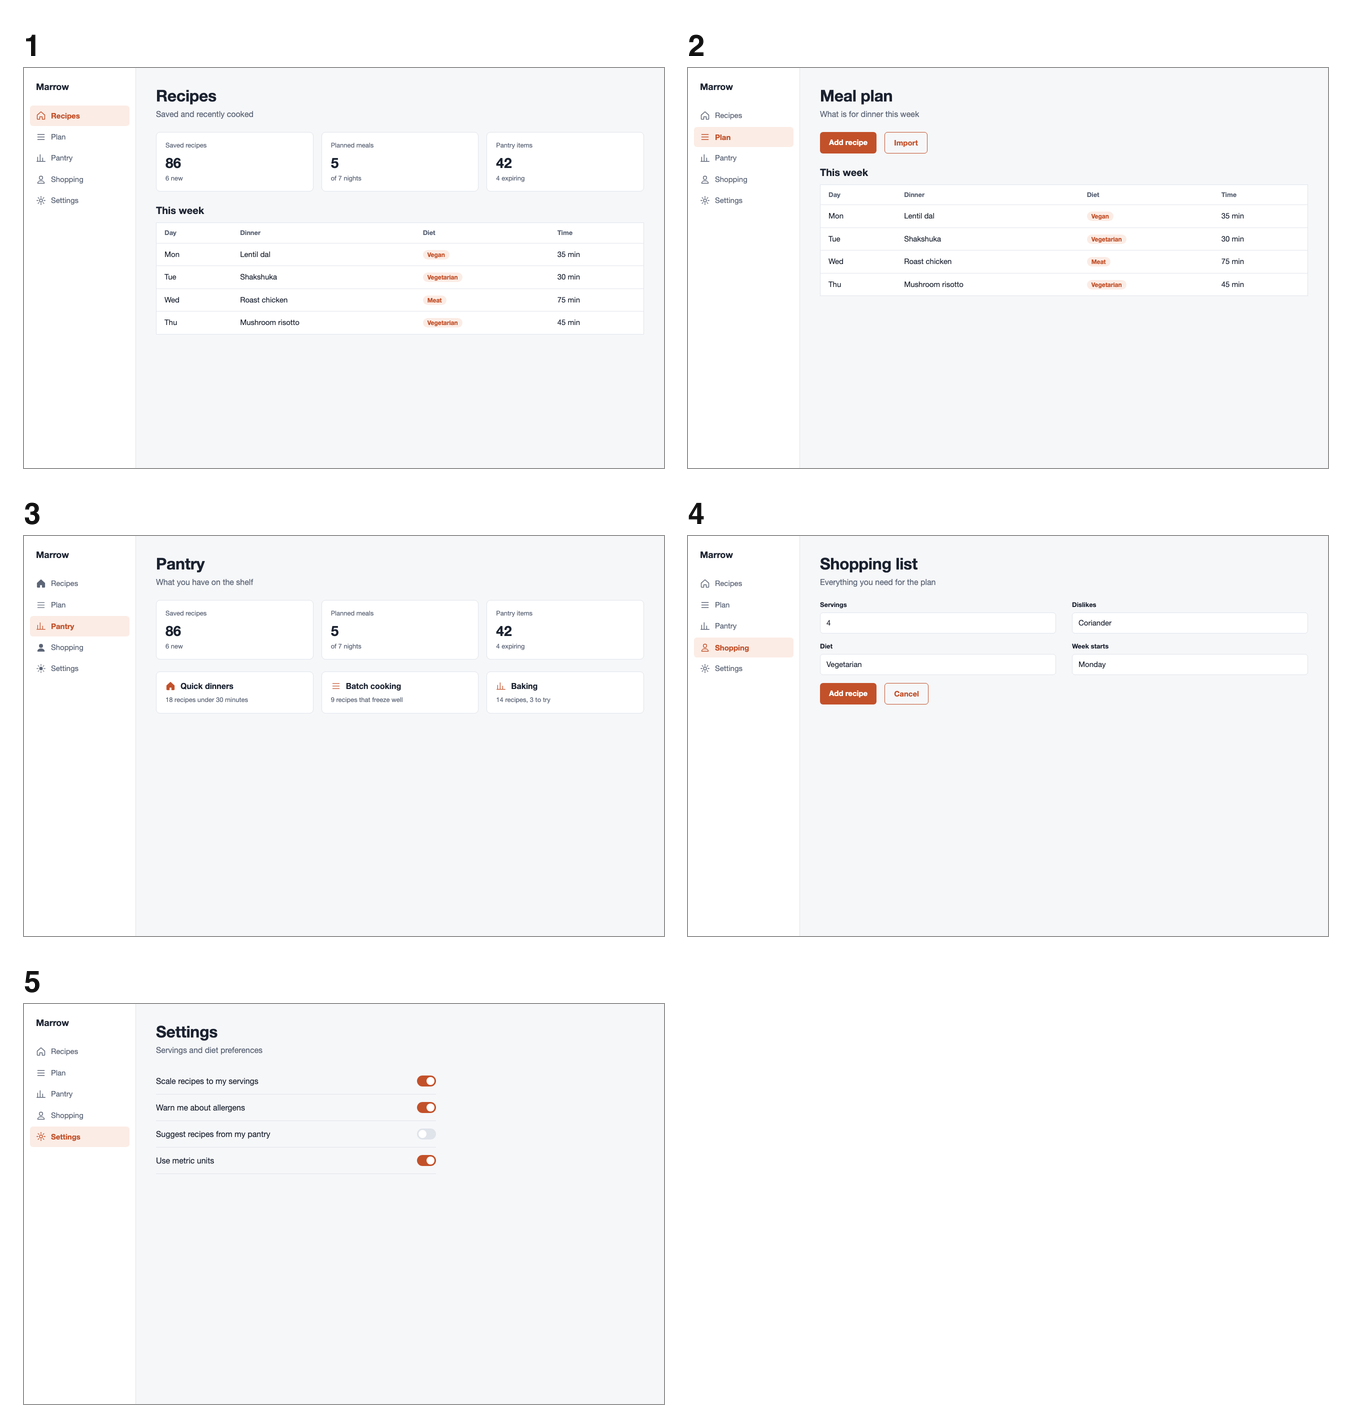 1
Marrow
Recipes
Plan
Pantry
Shopping
Settings
Recipes
Saved and recently cooked
Saved recipes
86
6 new
Planned meals
5
of 7 nights
Pantry items
42
4 expiring
This week
Day Dinner Diet Time
Mon Lentil dal Vegan 35 min
Tue Shakshuka Vegetarian 30 min
Wed Roast chicken Meat 75 min
Thu Mushroom risotto Vegetarian 45 min
2
Marrow
Recipes
Plan
Pantry
Shopping
Settings
Meal plan
What is for dinner this week
Add recipe Import
This week
Day Dinner Diet Time
Mon Lentil dal Vegan 35 min
Tue Shakshuka Vegetarian 30 min
Wed Roast chicken Meat 75 min
Thu Mushroom risotto Vegetarian 45 min
3
Marrow
Recipes
Plan
Pantry
Shopping
Settings
Pantry
What you have on the shelf
Saved recipes
86
6 new
Planned meals
5
of 7 nights
Pantry items
42
4 expiring
Quick dinners
18 recipes under 30 minutes
Batch cooking
9 recipes that freeze well
Baking
14 recipes, 3 to try
4
Marrow
Recipes
Plan
Pantry
Shopping
Settings
Shopping list
Everything you need for the plan
Servings
4
Dislikes
Coriander
Diet
Vegetarian
Week starts
Monday
Add recipe Cancel
5
Marrow
Recipes
Plan
Pantry
Shopping
Settings
Settings
Servings and diet preferences
Scale recipes to my servings
Warn me about allergens
Suggest recipes from my pantry
Use metric units